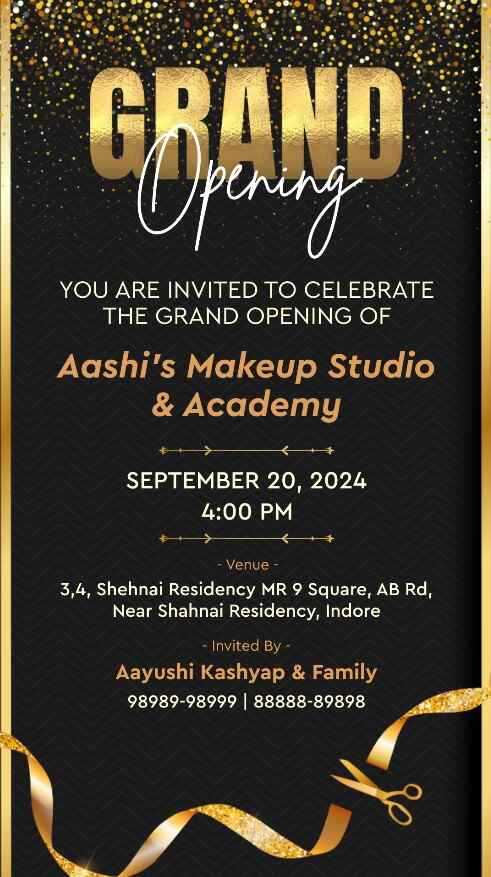 GRAND
Opening
YOU ARE INVITED TO CELEBRATE
THE GRAND OPENING OF
Aashi's Makeup Studio
& Academy
SEPTEMBER 20, 2024
4:00 PM
- Venue -
3,4, Shehnai Residency MR 9 Square, AB Rd,
Near Shahnai Residency, Indore
- Invited By -
Aayushi Kashyap & Family
98989-98999 | 88888-89898